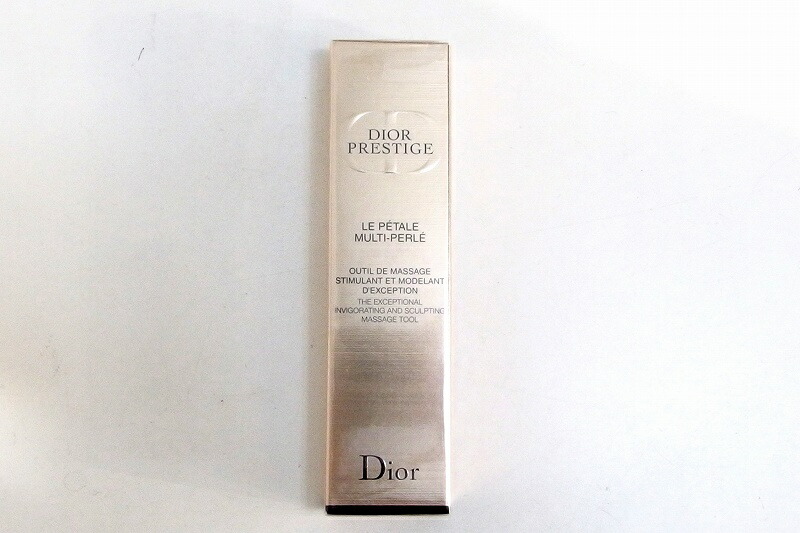 DIOR
PRESTIGE
LE PÉTALE
MULTI-PERLÉ
OUTIL DE MASSAGE
STIMULANT ET MODELANT
D'EXCEPTION
THE EXCEPTIONAL
INVIGORATING AND SCULPTING
MASSAGE TOOL
Dior